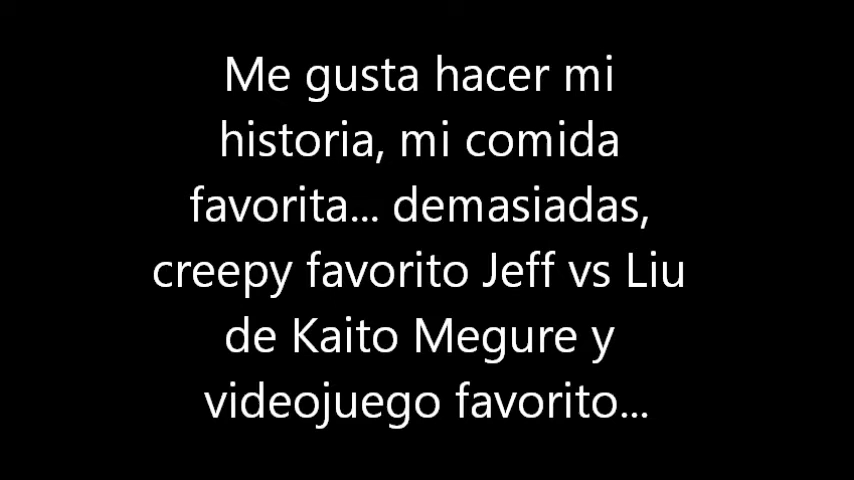 Me gusta hacer mi
historia, mi comida
favorita... demasiadas,
creepy favorito Jeff vs Liu
de Kaito Megure y
videojuego favorito...